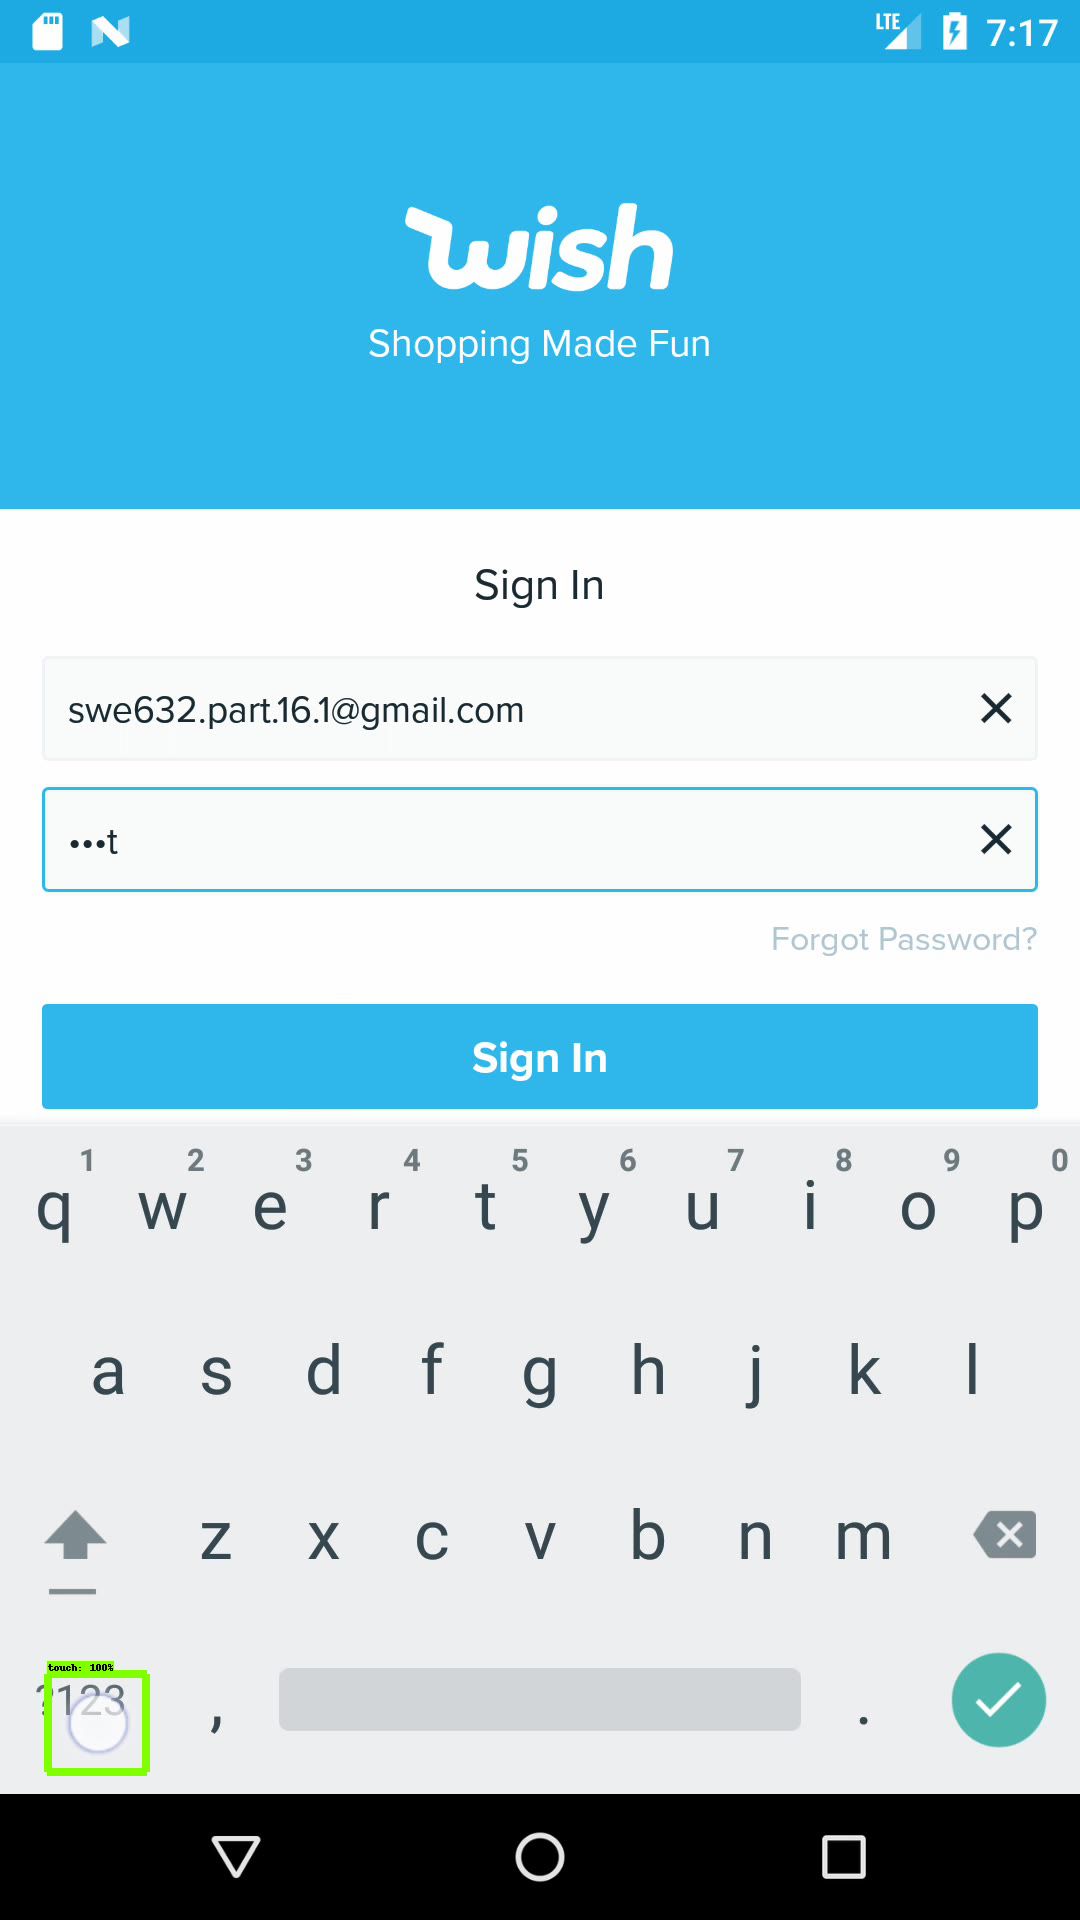 LTE 7:17
wish
Shopping Made Fun
Sign In
swe632.part.16.1@gmail.com
•••t
Forgot Password?
Sign In
1 2 3 4 5 6 7 8 9 0
q w e r t y u i o p
a s d f g h j k l
z x c v b n m
touch: 100%
?123 , .